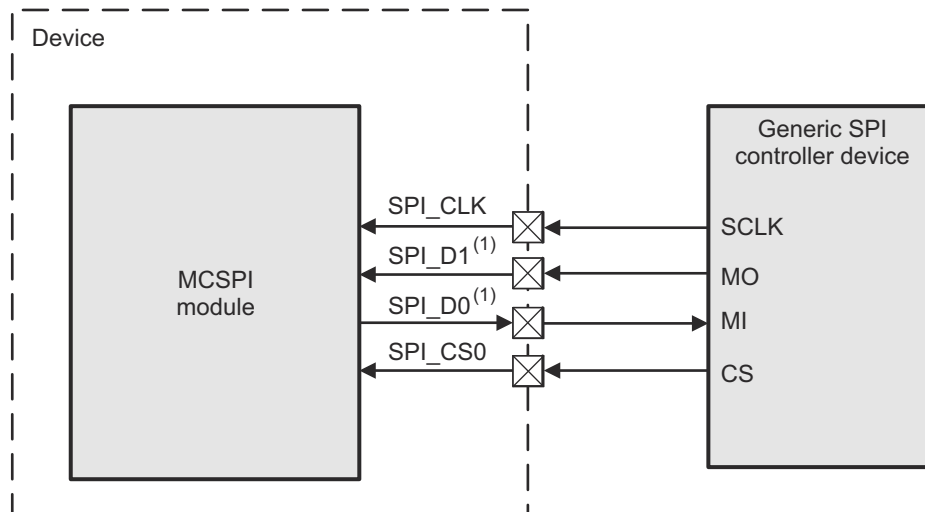 Device
Generic SPI
controller device
SPI_CLK
SCLK
SPI_D1(1)
MO
MCSPI
module
SPI_D0(1)
MI
SPI_CS0
CS